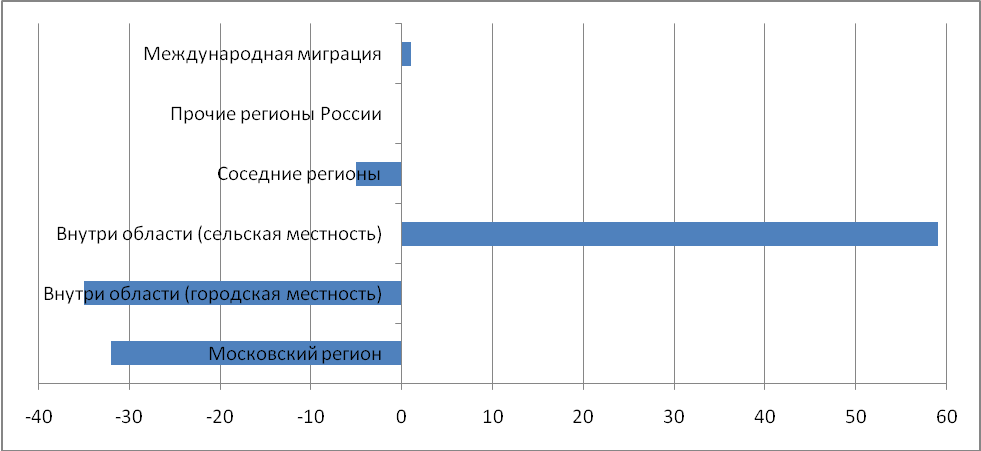 Международная миграция
Прочие регионы России
Соседние регионы
Внутри области (сельская местность)
Внутри области (городская местность)
Московский регион
-40 -30 -20 -10 0 10 20 30 40 50 60